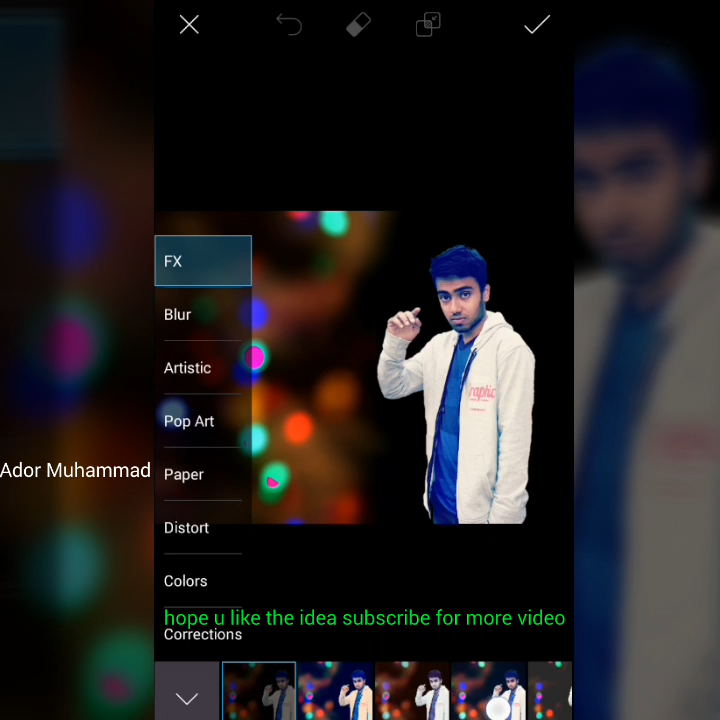 FX
Blur
Artistic
raphic
Pop Art
Ador Muhammad
Paper
Distort
Colors
hope u like the idea subscribe for more video
Corrections